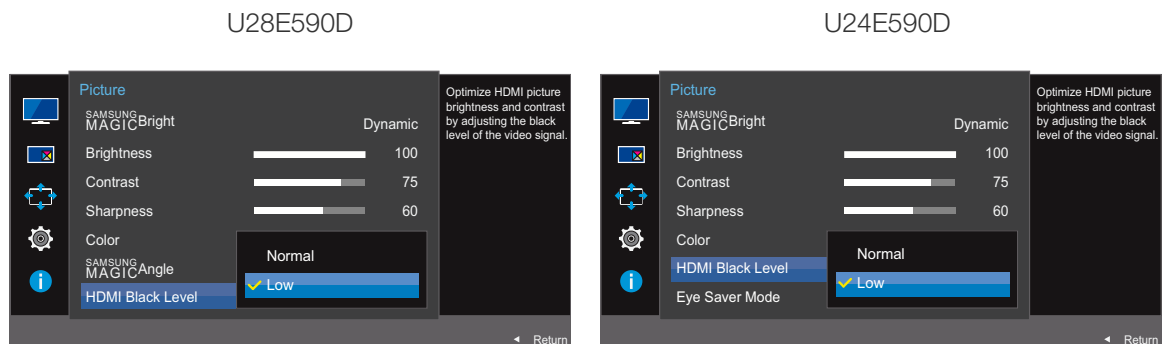 U28E590D
Picture
SAMSUNG
MAGICBright Dynamic
Brightness 100
Contrast 75
Sharpness 60
Color
SAMSUNG
MAGICAngle
HDMI Black Level
Normal
Low
Optimize HDMI picture
brightness and contrast
by adjusting the black
level of the video signal.
Return
U24E590D
Picture
SAMSUNG
MAGICBright Dynamic
Brightness 100
Contrast 75
Sharpness 60
Color
HDMI Black Level
Eye Saver Mode
Normal
Low
Optimize HDMI picture
brightness and contrast
by adjusting the black
level of the video signal.
Return